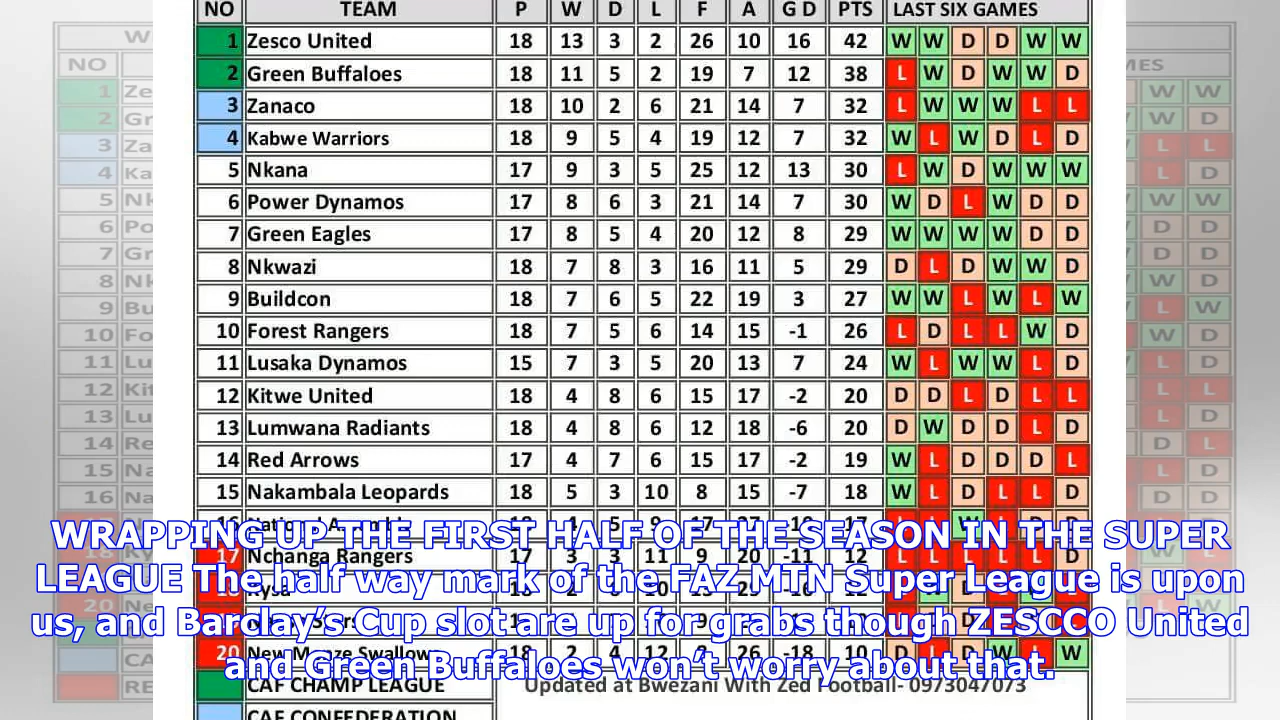 NO TEAM P W D L F A G D PTS LAST SIX GAMES
1 Zesco United 18 13 3 2 26 10 16 42 W W D D W W
2 Green Buffaloes 18 11 5 2 19 7 12 38 L W D W W D
3 Zanaco 18 10 2 6 21 14 7 32 L W W W L L
4 Kabwe Warriors 18 9 5 4 19 12 7 32 W L W D L D
5 Nkana 17 9 3 5 25 12 13 30 L W D W W W
6 Power Dynamos 17 8 6 3 21 14 7 30 W D L W D D
7 Green Eagles 17 8 5 4 20 12 8 29 W W W W D D
8 Nkwazi 18 7 8 3 16 11 5 29 D L D W W D
9 Buildcon 18 7 6 5 22 19 3 27 W W L W L W
10 Forest Rangers 18 7 5 6 14 15 -1 26 L D L L W D
11 Lusaka Dynamos 15 7 3 5 20 13 7 24 W L W W L D
12 Kitwe United 18 4 8 6 15 17 -2 20 D D L D L L
13 Lumwana Radiants 18 4 8 6 12 18 -6 20 D W D D L D
14 Red Arrows 17 4 7 6 15 17 -2 19 W L D D D L
15 Nakambala Leopards 18 5 3 10 8 15 -7 18 W L D L L D
WRAPPING UP THE FIRST HALF OF THE SEASON IN THE SUPER
17 Nchanga Rangers 17 3 3 11 9 20 -11 12 L L L L L D
LEAGUE The half way mark of the FAZ MTN Super League is upon
us, and Barclay's Cup slot are up for grabs though ZESCCO United
20 18 2 4 12 26 -18 10 D L D W L W
and Green Buffaloes won't worry about that.
CAF CHAMP LEAGUE Updated at Bwezani With Zed Football- 0973047073
CAF CONFEDERATION